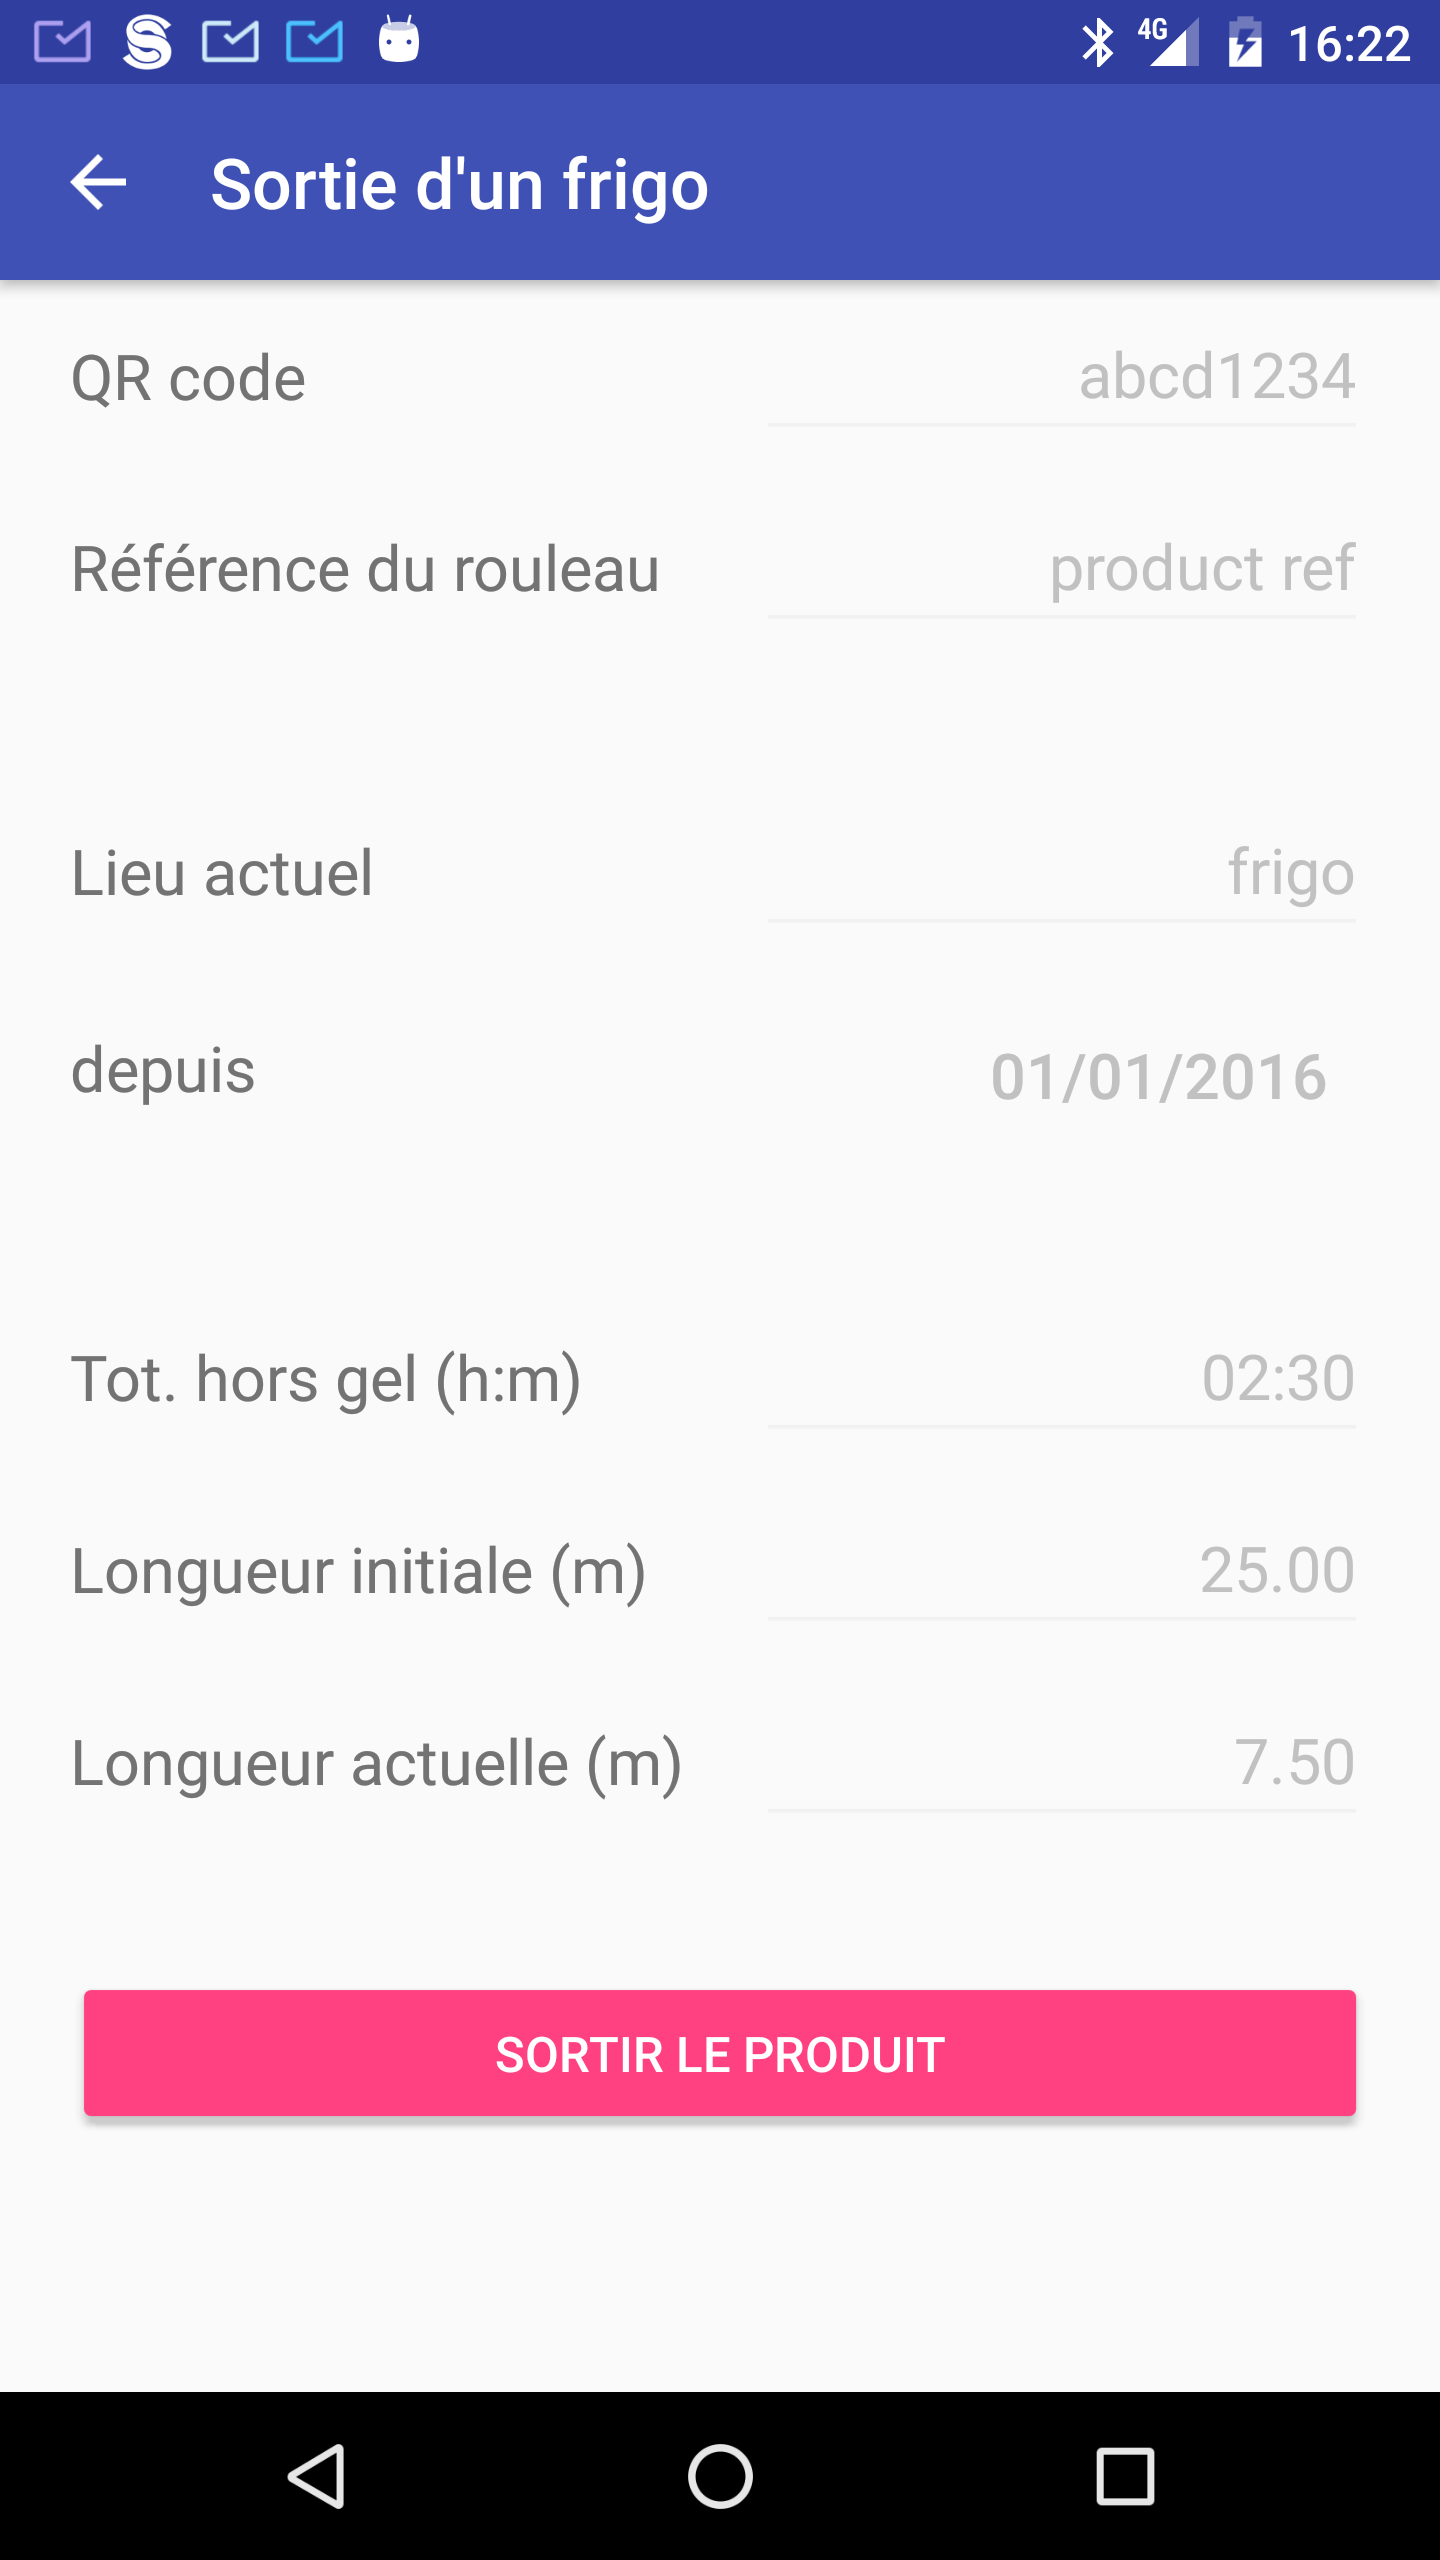 4G 16:22
Sortie d'un frigo
QR code abcd1234
Référence du rouleau product ref
Lieu actuel frigo
depuis 01/01/2016
Tot. hors gel (h:m) 02:30
Longueur initiale (m) 25.00
Longueur actuelle (m) 7.50
SORTIR LE PRODUIT